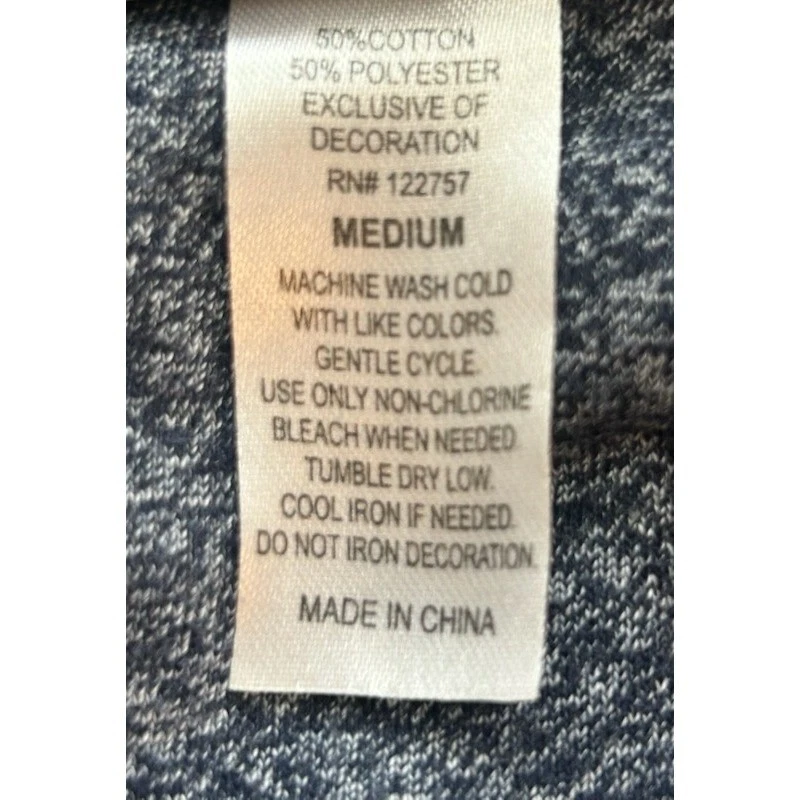 50%COTTON
50% POLYESTER
EXCLUSIVE OF
DECORATION
RN# 122757
MEDIUM
MACHINE WASH COLD
WITH LIKE COLORS.
GENTLE CYCLE.
USE ONLY NON-CHLORINE
BLEACH WHEN NEEDED.
TUMBLE DRY LOW.
COOL IRON IF NEEDED.
DO NOT IRON DECORATION.
MADE IN CHINA